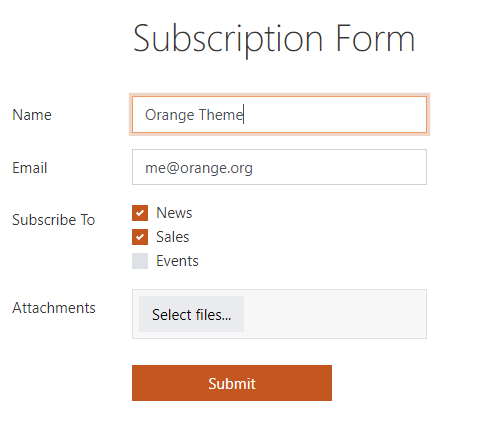 Subscription Form
Name
Orange Theme
Email
me@orange.org
Subscribe To
News
Sales
Events
Attachments
Select files...
Submit